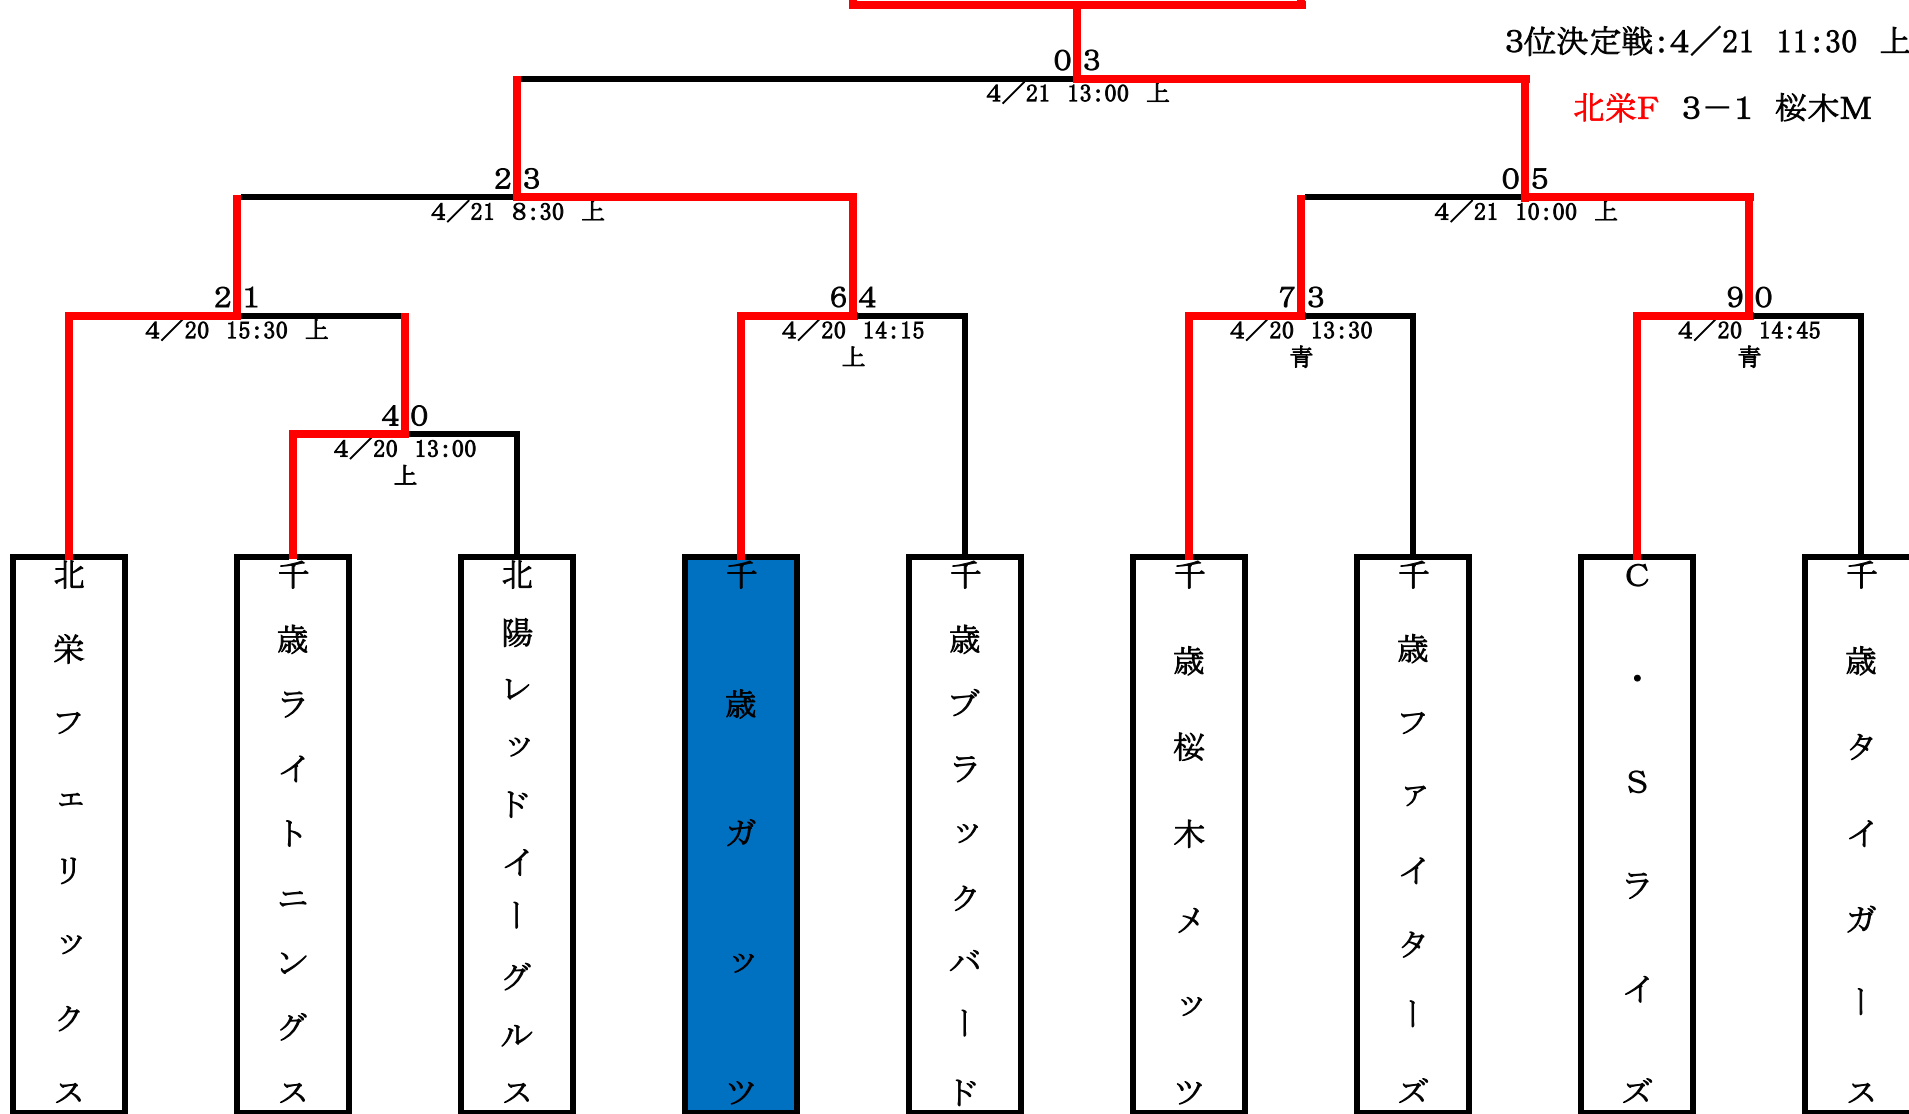 3位決定戦：4／21 11：30 上
0 3
4／21 13：00 上
北栄F 3－1 桜木M
2 3
4／21 8：30 上
0 5
4／21 10：00 上
2 1
4／20 15：30 上
6 4
4／20 14：15
上
7 3
4／20 13：30
青
9 0
4／20 14：45
青
4 0
4／20 13：00
上
北栄フェリックス
千歳ライトニングス
北陽レッドイーグルス
千歳ガッツ
千歳ブラックバード
千歳桜木メッツ
千歳ファイターズ
C・Sライズ
千歳タイガース